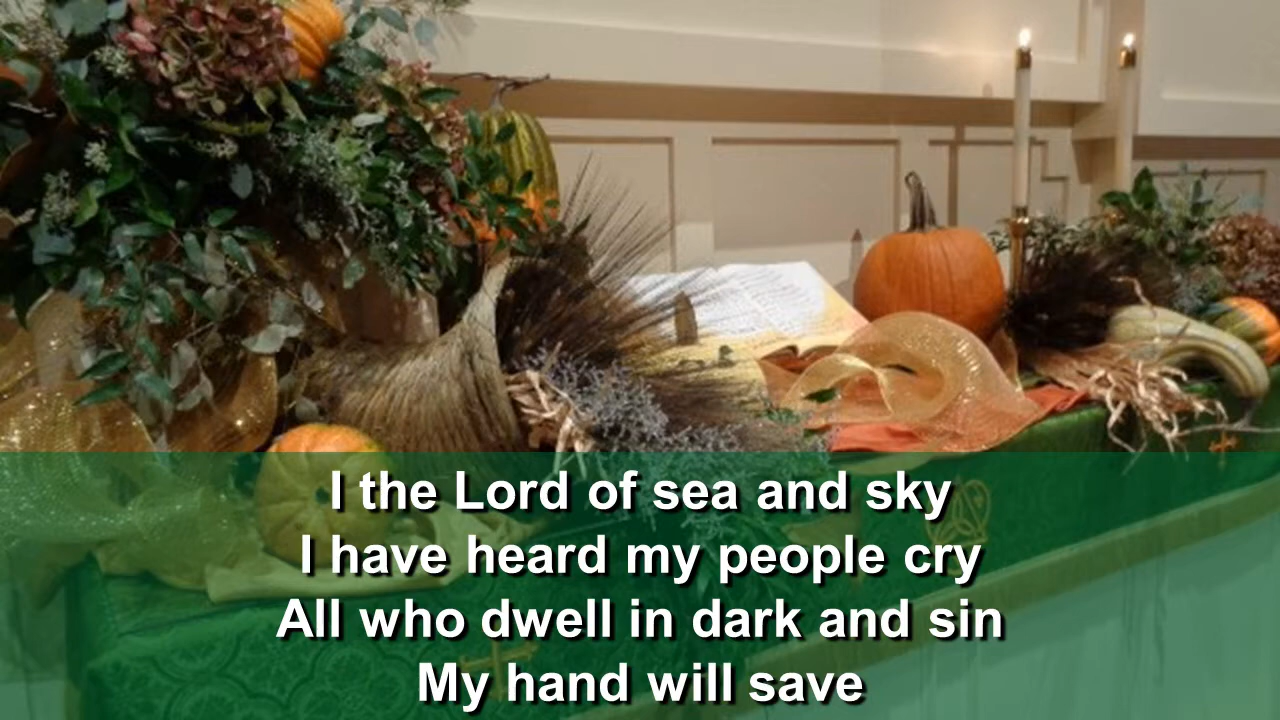 I the Lord of sea and sky
I have heard my people cry
All who dwell in dark and sin
My hand will save